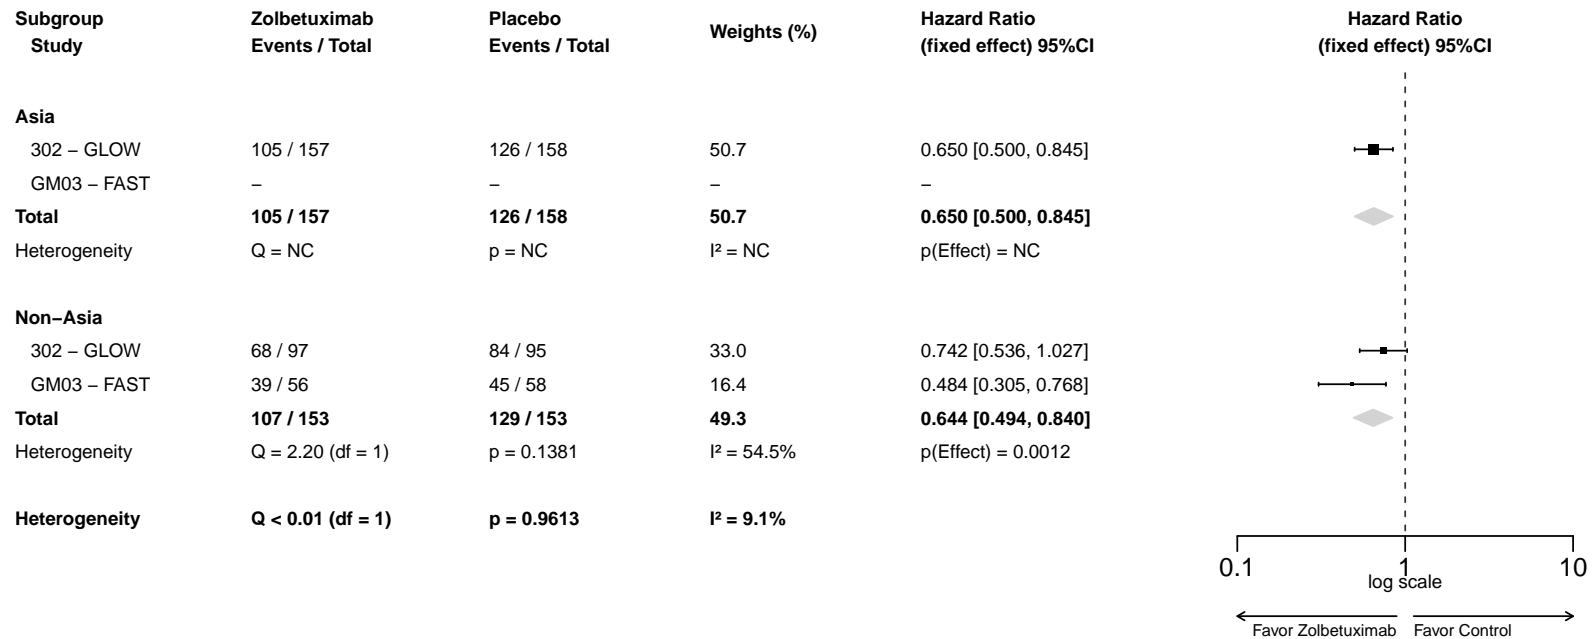 Subgroup Zolbetuximab Placebo Weights (%) Hazard Ratio Hazard Ratio
Study Events / Total Events / Total (fixed effect) 95%CI (fixed effect) 95%CI
Asia
302 − GLOW 105 / 157 126 / 158 50.7 0.650 [0.500, 0.845]
GM03 − FAST − − − −
Total 105 / 157 126 / 158 50.7 0.650 [0.500, 0.845]
Heterogeneity Q = NC p = NC I² = NC p(Effect) = NC
Non−Asia
302 − GLOW 68 / 97 84 / 95 33.0 0.742 [0.536, 1.027]
GM03 − FAST 39 / 56 45 / 58 16.4 0.484 [0.305, 0.768]
Total 107 / 153 129 / 153 49.3 0.644 [0.494, 0.840]
Heterogeneity Q = 2.20 (df = 1) p = 0.1381 I² = 54.5% p(Effect) = 0.0012
Heterogeneity Q < 0.01 (df = 1) p = 0.9613 I² = 9.1%
0.1 1 10
log scale
Favor Zolbetuximab Favor Control